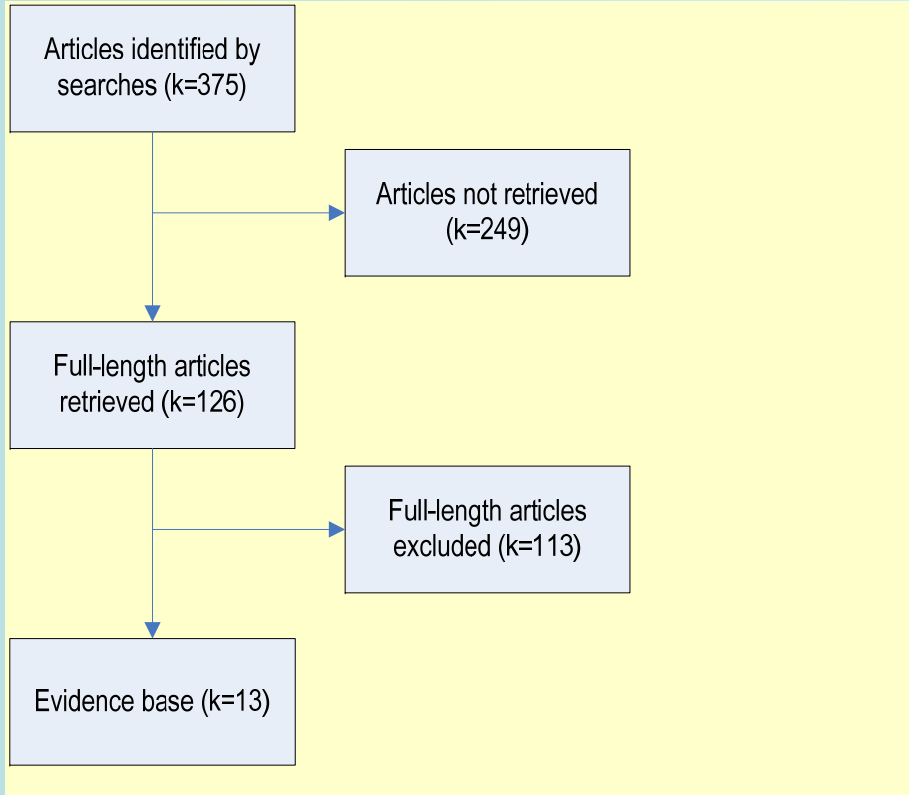 Articles identified by
searches (k=375)
Articles not retrieved
(k=249)
Full-length articles
retrieved (k=126)
Full-length articles
excluded (k=113)
Evidence base (k=13)